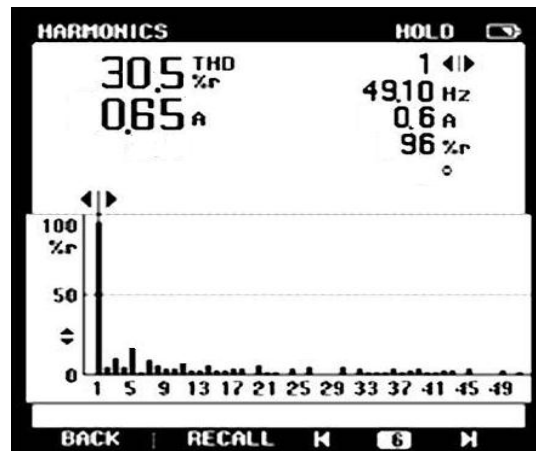 HARMONICS HOLD
30.5 THD %r
0.65 A
1
49.10 Hz
0.6 A
96 %r
°
100
%r
50
0
1 5 9 13 17 21 25 29 33 37 41 45 49
BACK RECALL 6